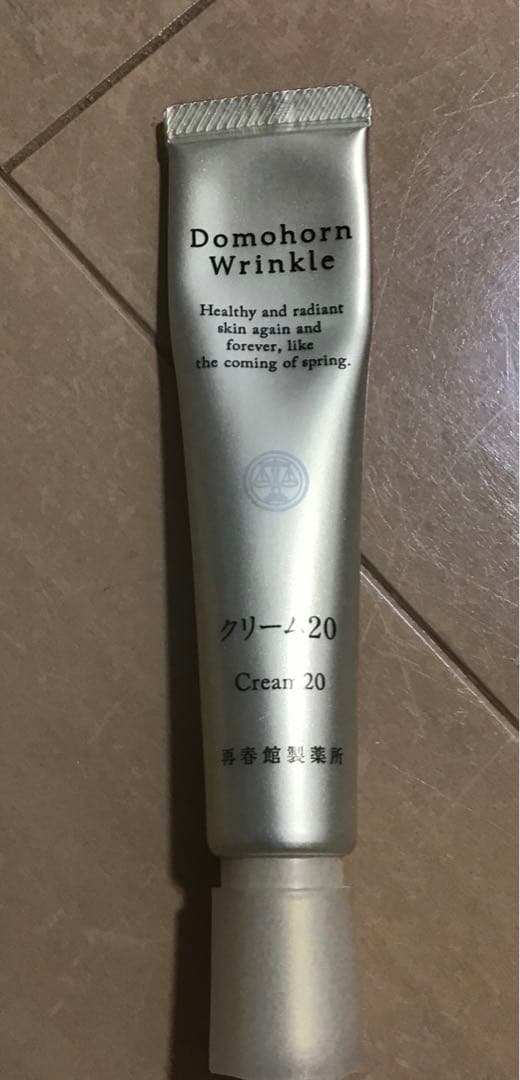 Domohorn
Wrinkle
Healthy and radiant
skin again and
forever, like
the coming of spring.
クリーム20
Cream 20
再春館製薬所